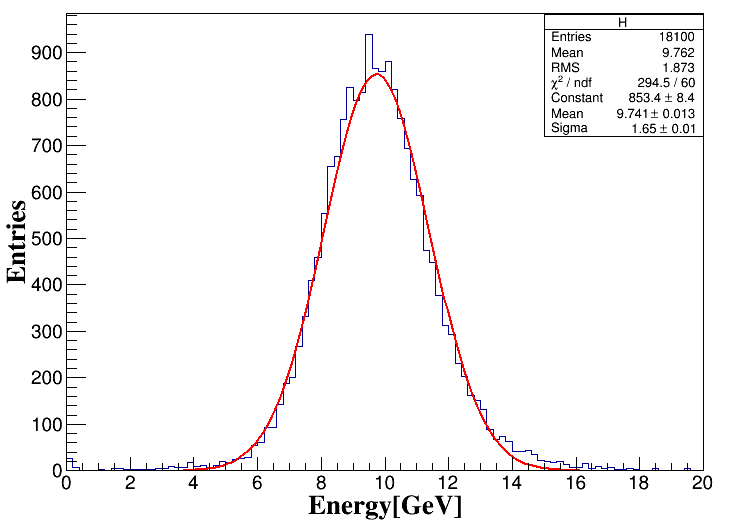 H
Entries 18100
Mean 9.762
RMS 1.873
χ² / ndf 294.5 / 60
Constant 853.4 ± 8.4
Mean 9.741 ± 0.013
Sigma 1.65 ± 0.01
900
800
700
600
500
400
300
200
100
0
Entries
0 2 4 6 8 10 12 14 16 18 20
Energy[GeV]